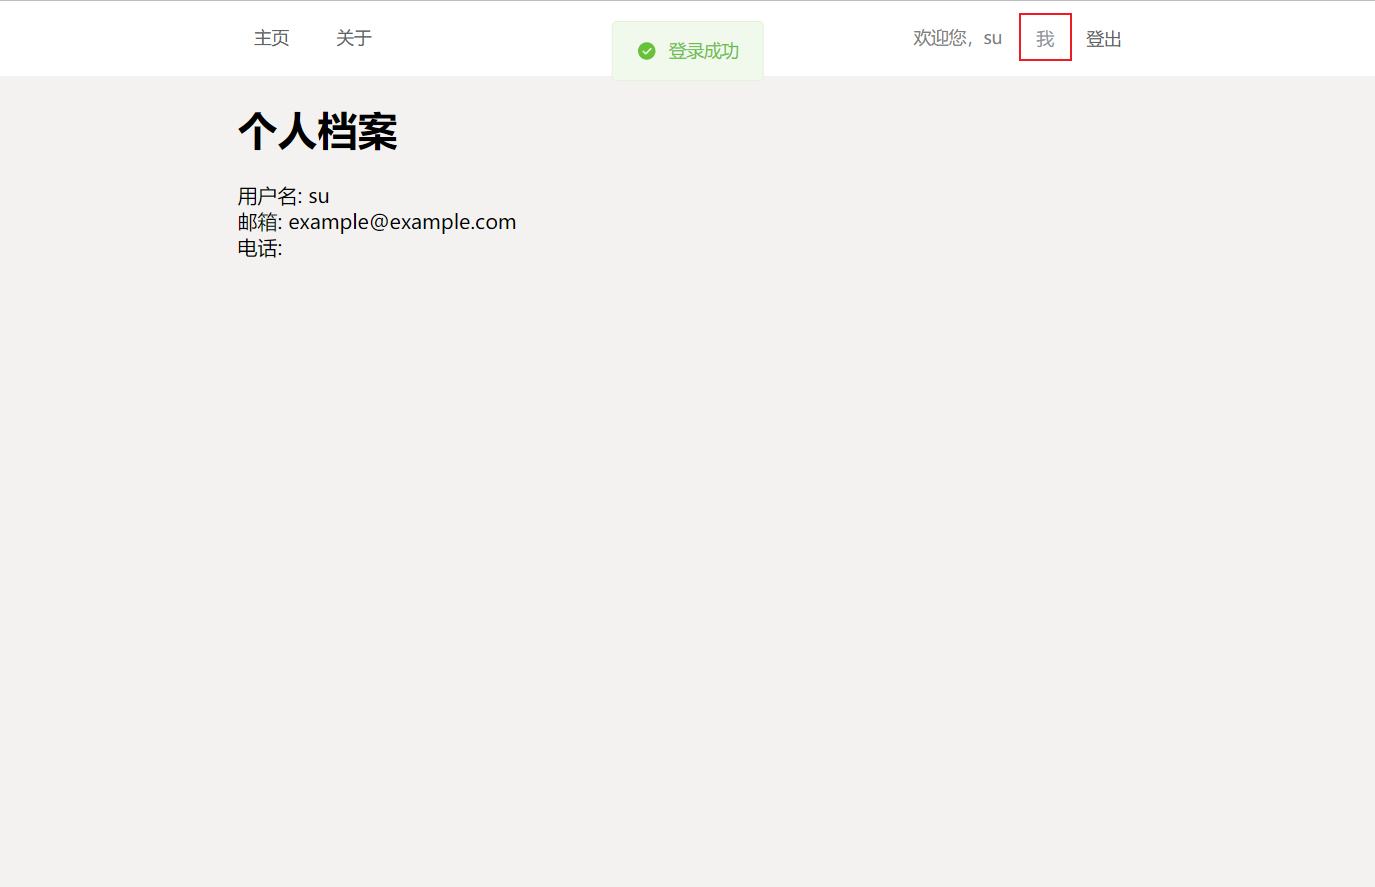 主页 关于 登录成功 欢迎您，su 我 登出
个人档案
用户名: su
邮箱: example@example.com
电话: